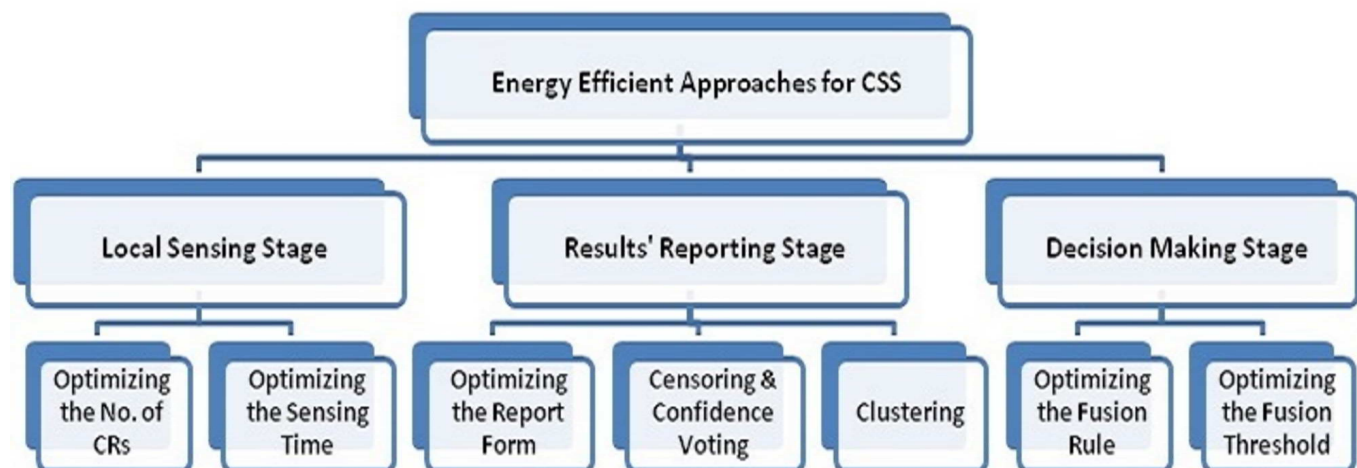 Energy Efficient Approaches for CSS
Local Sensing Stage
Results' Reporting Stage
Decision Making Stage
Optimizing
the No. of
CRs
Optimizing
the Sensing
Time
Optimizing
the Report
Form
Censoring &
Confidence
Voting
Clustering
Optimizing
the Fusion
Rule
Optimizing
the Fusion
Threshold